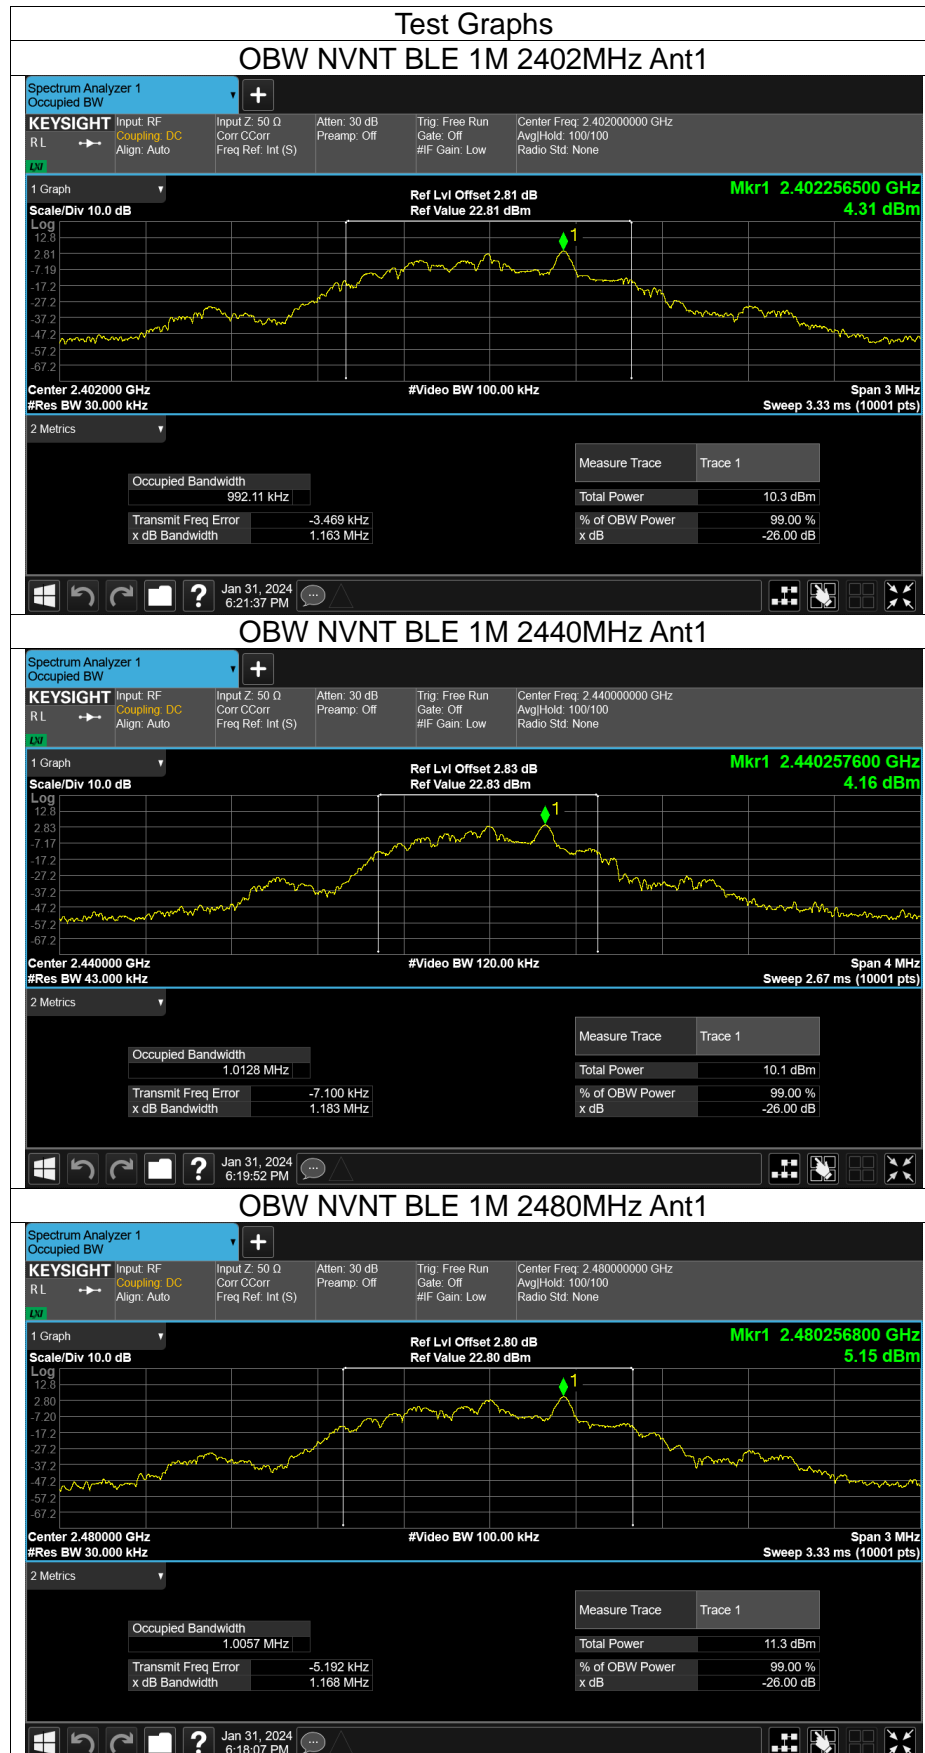 Test Graphs
OBW NVNT BLE 1M 2402MHz Ant1
Spectrum Analyzer 1
Occupied BW
KEYSIGHT Input: RF Input Z: 50 Ω Atten: 30 dB Trig: Free Run Center Freq: 2.402000000 GHz
RL Coupling: DC Corr CCorr Preamp: Off Gate: Off Avg|Hold: 100/100
Align: Auto Freq Ref: Int (S) #IF Gain: Low Radio Std: None
LXI
1 Graph Ref Lvl Offset 2.81 dB Mkr1 2.402256500 GHz
Scale/Div 10.0 dB Ref Value 22.81 dBm 4.31 dBm
Log
12.8
1
2.81
-7.19
-17.2
-27.2
-37.2
-47.2
-57.2
-67.2
Center 2.402000 GHz #Video BW 100.00 kHz Span 3 MHz
#Res BW 30.000 kHz Sweep 3.33 ms (10001 pts)
2 Metrics
Measure Trace Trace 1
Occupied Bandwidth
992.11 kHz Total Power 10.3 dBm
Transmit Freq Error -3.469 kHz % of OBW Power 99.00 %
x dB Bandwidth 1.163 MHz x dB -26.00 dB
Jan 31, 2024
6:21:37 PM
OBW NVNT BLE 1M 2440MHz Ant1
Spectrum Analyzer 1
Occupied BW
KEYSIGHT Input: RF Input Z: 50 Ω Atten: 30 dB Trig: Free Run Center Freq: 2.440000000 GHz
RL Coupling: DC Corr CCorr Preamp: Off Gate: Off Avg|Hold: 100/100
Align: Auto Freq Ref: Int (S) #IF Gain: Low Radio Std: None
LXI
1 Graph Ref Lvl Offset 2.83 dB Mkr1 2.440257600 GHz
Scale/Div 10.0 dB Ref Value 22.83 dBm 4.16 dBm
Log
12.8
1
2.83
-7.17
-17.2
-27.2
-37.2
-47.2
-57.2
-67.2
Center 2.440000 GHz #Video BW 120.00 kHz Span 4 MHz
#Res BW 43.000 kHz Sweep 2.67 ms (10001 pts)
2 Metrics
Measure Trace Trace 1
Occupied Bandwidth
1.0128 MHz Total Power 10.1 dBm
Transmit Freq Error -7.100 kHz % of OBW Power 99.00 %
x dB Bandwidth 1.183 MHz x dB -26.00 dB
Jan 31, 2024
6:19:52 PM
OBW NVNT BLE 1M 2480MHz Ant1
Spectrum Analyzer 1
Occupied BW
KEYSIGHT Input: RF Input Z: 50 Ω Atten: 30 dB Trig: Free Run Center Freq: 2.480000000 GHz
RL Coupling: DC Corr CCorr Preamp: Off Gate: Off Avg|Hold: 100/100
Align: Auto Freq Ref: Int (S) #IF Gain: Low Radio Std: None
LXI
1 Graph Ref Lvl Offset 2.80 dB Mkr1 2.480256800 GHz
Scale/Div 10.0 dB Ref Value 22.80 dBm 5.15 dBm
Log
12.8
1
2.80
-7.20
-17.2
-27.2
-37.2
-47.2
-57.2
-67.2
Center 2.480000 GHz #Video BW 100.00 kHz Span 3 MHz
#Res BW 30.000 kHz Sweep 3.33 ms (10001 pts)
2 Metrics
Measure Trace Trace 1
Occupied Bandwidth
1.0057 MHz Total Power 11.3 dBm
Transmit Freq Error -5.192 kHz % of OBW Power 99.00 %
x dB Bandwidth 1.168 MHz x dB -26.00 dB
Jan 31, 2024
6:18:07 PM